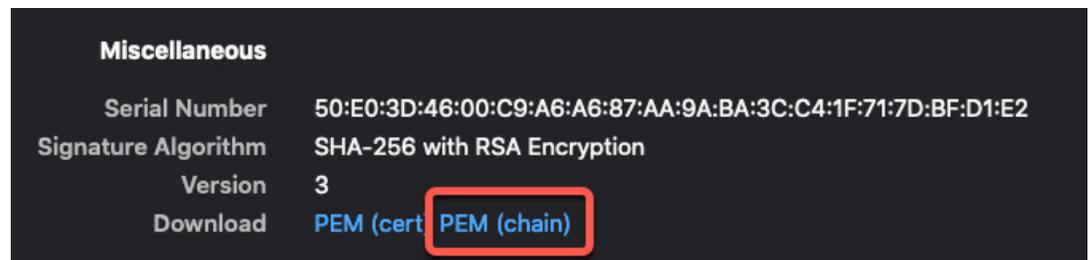 Miscellaneous
Serial Number 50:E0:3D:46:00:C9:A6:A6:87:AA:9A:BA:3C:C4:1F:71:7D:BF:D1:E2
Signature Algorithm SHA-256 with RSA Encryption
Version 3
Download PEM (cert) PEM (chain)